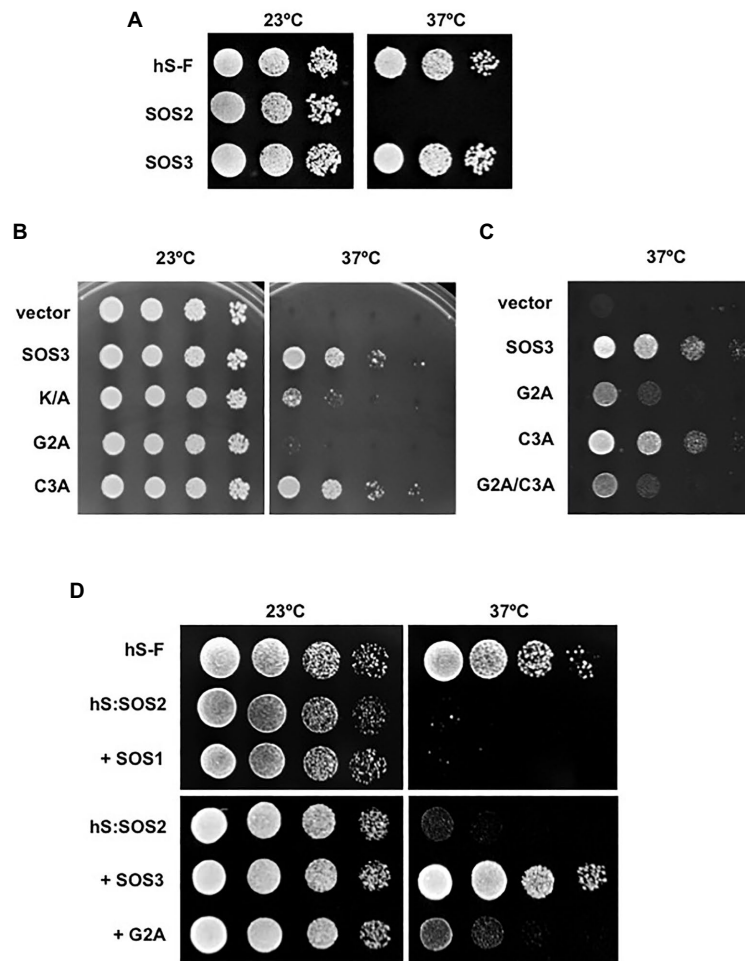 A
23ºC
37ºC
hS-F
SOS2
SOS3
B
23ºC
37ºC
vector
SOS3
K/A
G2A
C3A
C
37ºC
vector
SOS3
G2A
C3A
G2A/C3A
D
23ºC
37ºC
hS-F
hS:SOS2
+ SOS1
hS:SOS2
+ SOS3
+ G2A